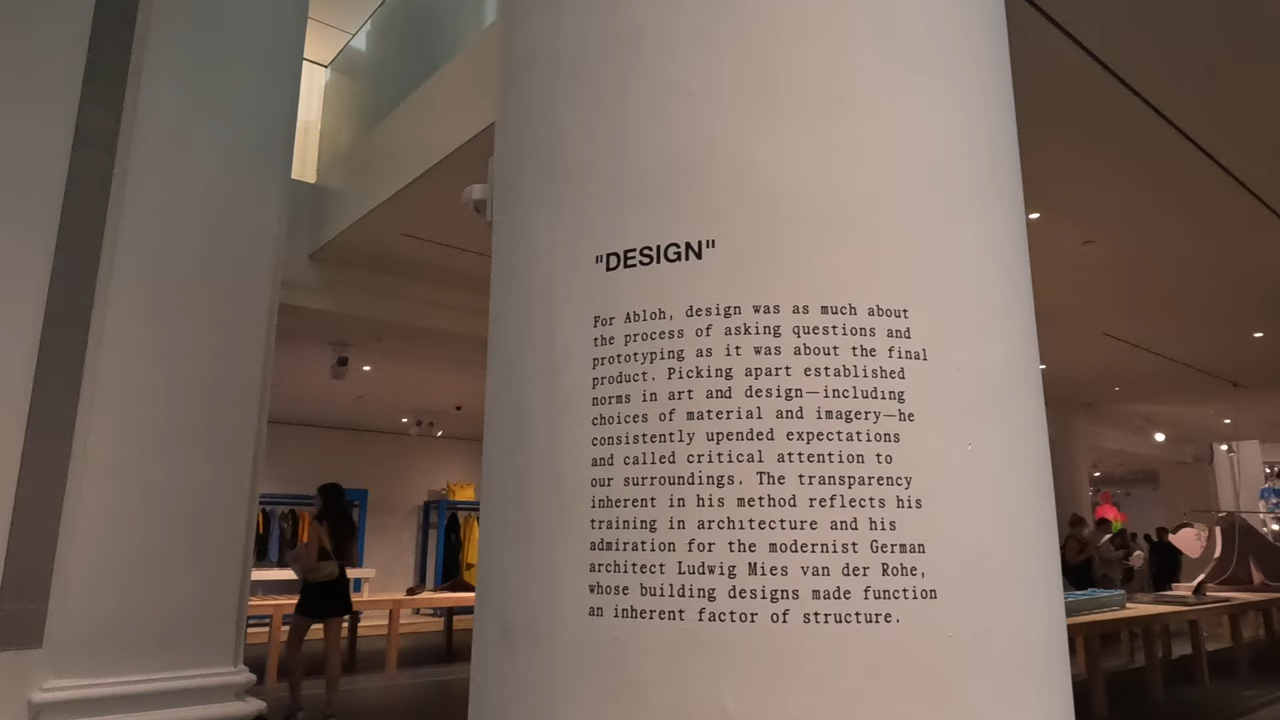 "DESIGN"
For Abloh, design was as much about
the process of asking questions and
prototyping as it was about the final
product. Picking apart established
norms in art and design—including
choices of material and imagery—he
consistently upended expectations
and called critical attention to
our surroundings. The transparency
inherent in his method reflects his
training in architecture and his
admiration for the modernist German
architect Ludwig Mies van der Rohe,
whose building designs made function
an inherent factor of structure.